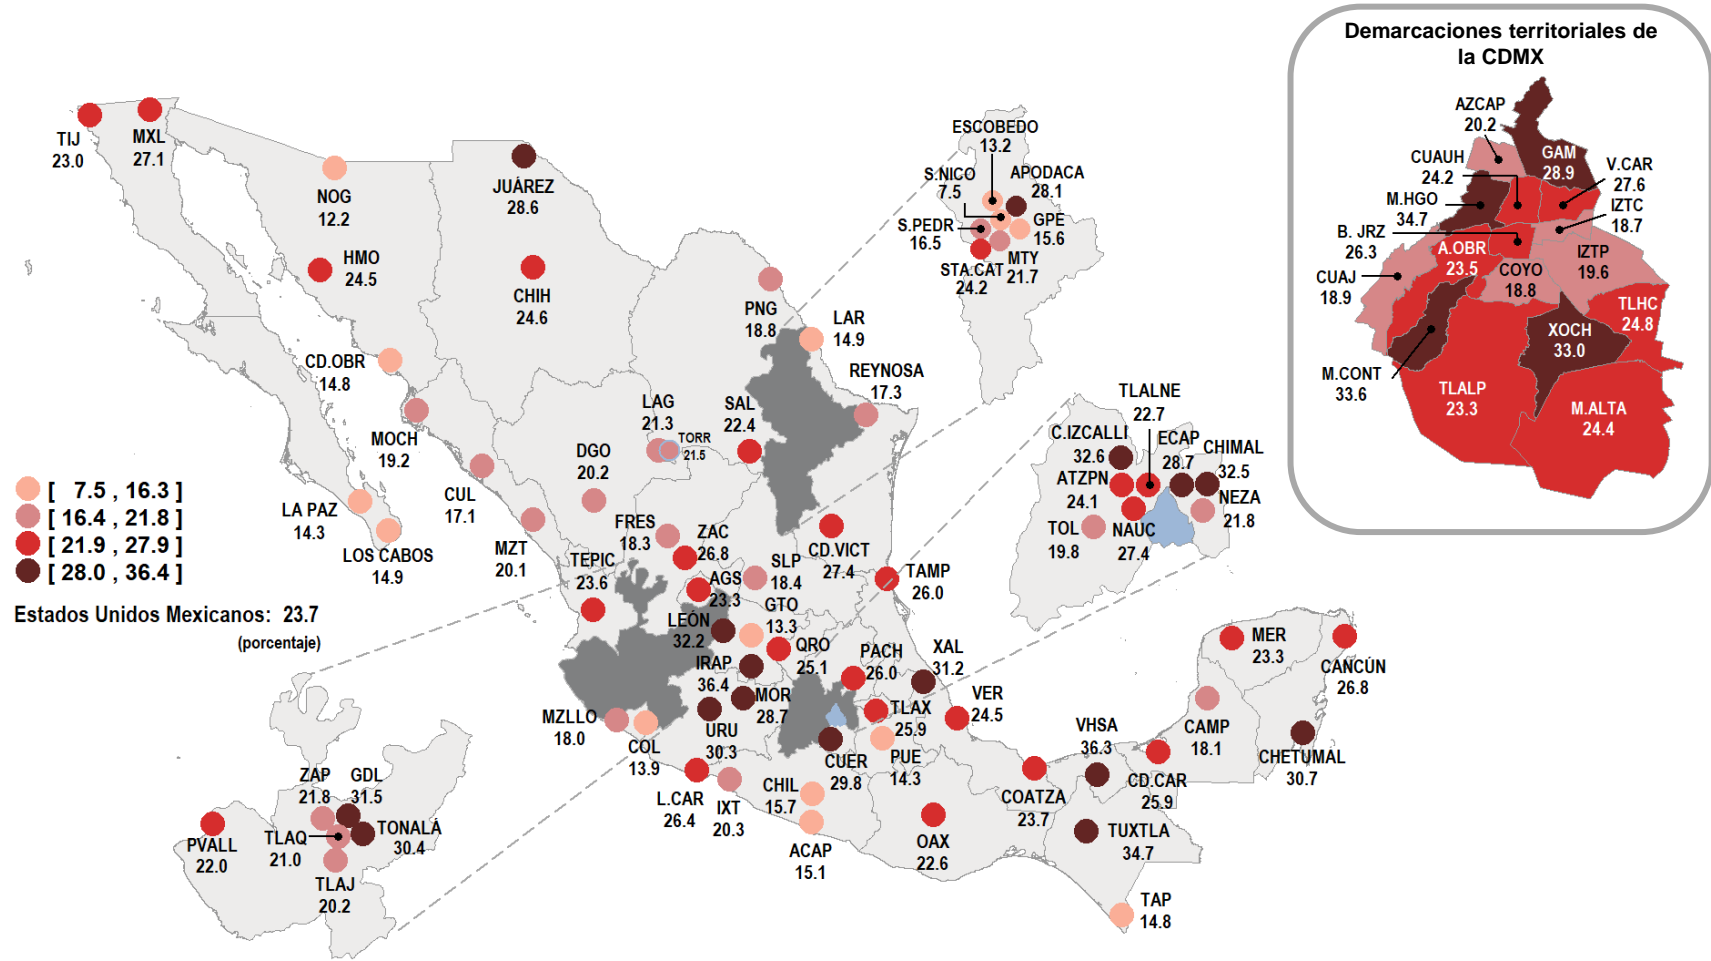 Demarcaciones territoriales de
la CDMX
AZCAP
20.2
CUAUH
24.2
GAM
28.9
V.CAR
27.6
M.HGO
34.7
IZTC
18.7
B. JRZ
26.3
A.OBR
23.5
IZTP
19.6
CUAJ
18.9
COYO
18.8
TLHC
24.8
XOCH
33.0
M.CONT
33.6
TLALP
23.3
M.ALTA
24.4
TIJ
23.0
MXL
27.1
NOG
12.2
JUÁREZ
28.6
HMO
24.5
CHIH
24.6
ESCOBEDO
13.2
S.NICO
7.5
APODACA
28.1
S.PEDR
16.5
GPE
15.6
STA.CAT
24.2
MTY
21.7
PNG
18.8
LAR
14.9
CD.OBR
14.8
REYNOSA
17.3
MOCH
19.2
LAG
21.3
TORR
21.5
SAL
22.4
DGO
20.2
CUL
17.1
LA PAZ
14.3
LOS CABOS
14.9
MZT
20.1
TLALNE
22.7
C.IZCALLI
32.6
ECAP
28.7
CHIMAL
32.5
ATZPN
24.1
NEZA
21.8
TOL
19.8
NAUC
27.4
[ 7.5 , 16.3 ]
[ 16.4 , 21.8 ]
[ 21.9 , 27.9 ]
[ 28.0 , 36.4 ]
Estados Unidos Mexicanos: 23.7
(porcentaje)
FRES
18.3
ZAC
26.8
CD.VICT
27.4
TEPIC
23.6
SLP
18.4
TAMP
26.0
AGS
23.3
GTO
13.3
LEÓN
32.2
QRO
25.1
PACH
26.0
XAL
31.2
IRAP
36.4
MOR
28.7
MZLLO
18.0
COL
13.9
URU
30.3
TLAX
25.9
VER
24.5
CUER
29.8
PUE
14.3
L.CAR
26.4
IXT
20.3
CHIL
15.7
ACAP
15.1
OAX
22.6
COATZA
23.7
VHSA
36.3
CD.CAR
25.9
TUXTLA
34.7
TAP
14.8
MER
23.3
CANCÚN
26.8
CAMP
18.1
CHETUMAL
30.7
ZAP
21.8
GDL
31.5
PVALL
22.0
TLAQ
21.0
TONALÁ
30.4
TLAJ
20.2